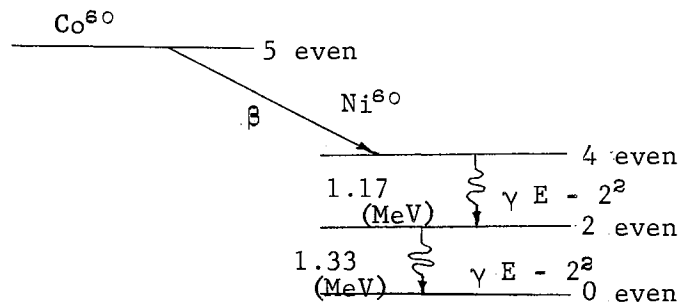 Co⁶⁰
5 even
Ni⁶⁰
β
4 even
1.17
(MeV)
γ E - 2²
2 even
1.33
(MeV)
γ E - 2²
0 even